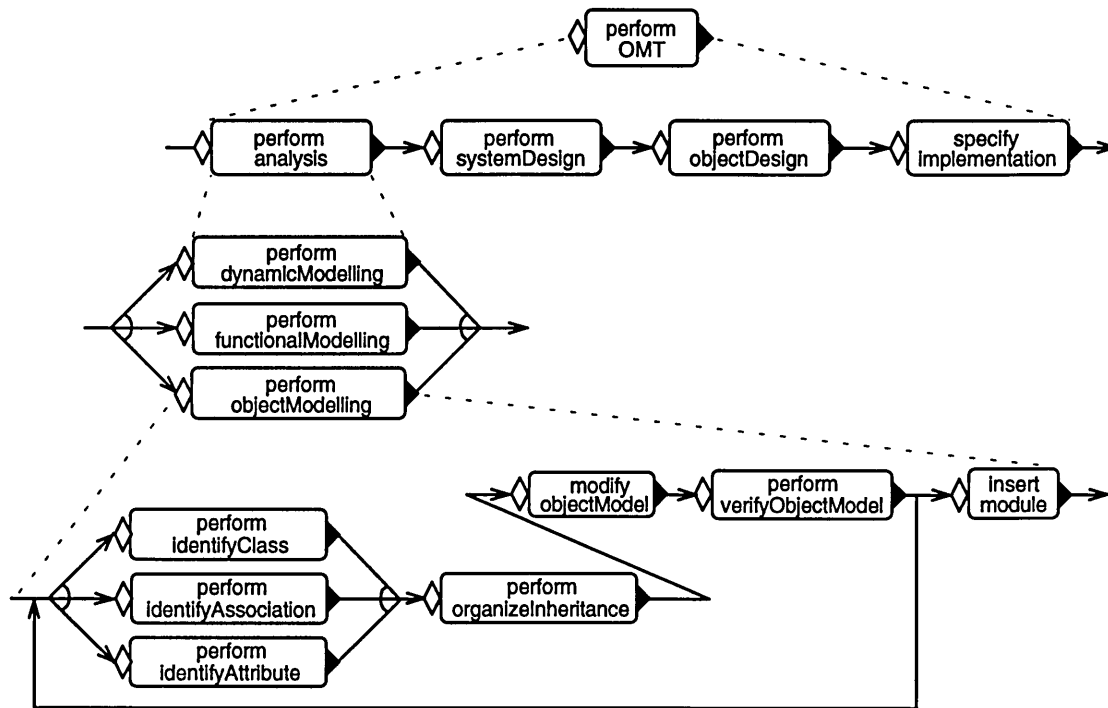 perform
OMT
perform
analysis
perform
systemDesign
perform
objectDesign
specify
implementation
perform
dynamicModelling
perform
functionalModelling
perform
objectModelling
modify
objectModel
perform
verifyObjectModel
insert
module
perform
identifyClass
perform
identifyAssociation
perform
organizeInheritance
perform
identifyAttribute